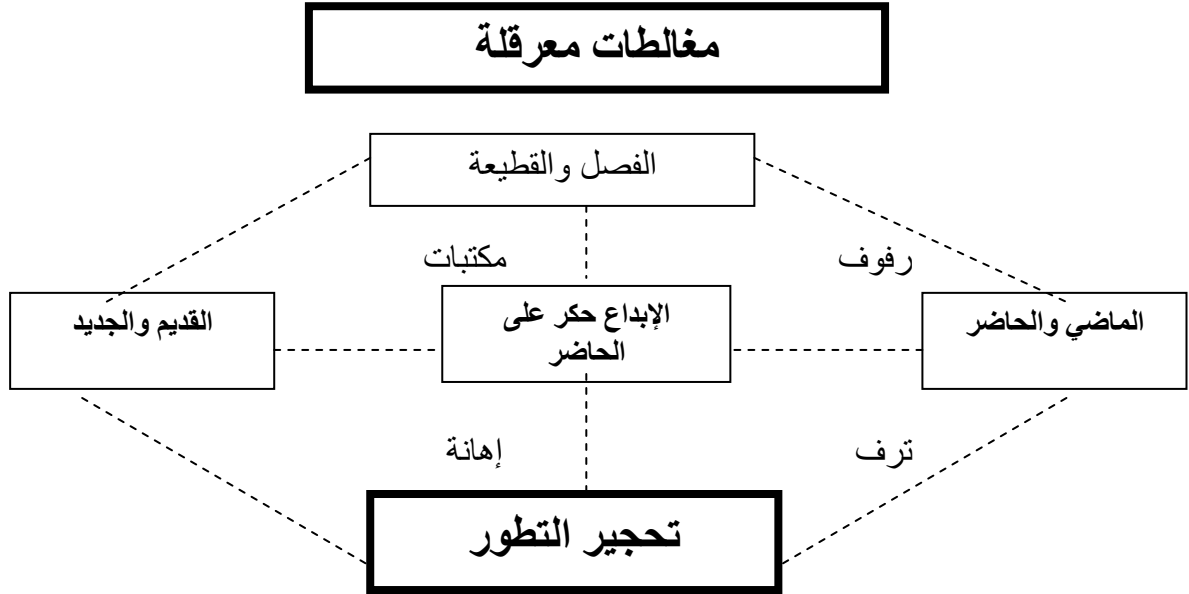 مغالطات معرقلة
الفصل والقطيعة
رفوف
مكتبات
الماضي والحاضر
الإبداع حكر على
الحاضر
القديم والجديد
ترف
إهانة
تحجير التطور